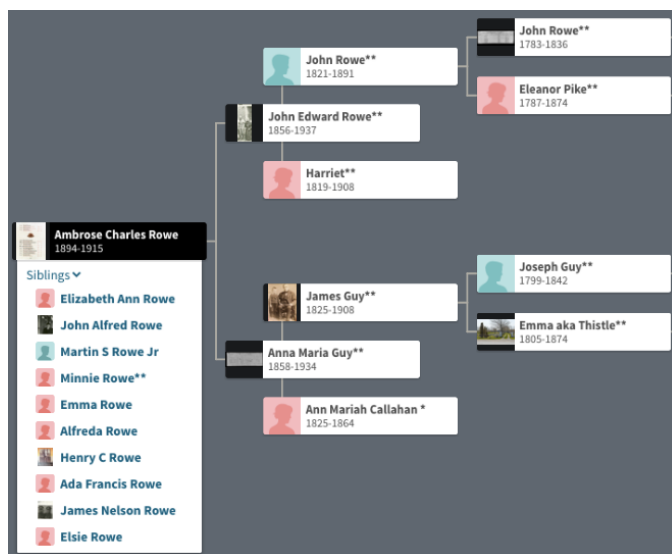 John Rowe**
1783-1836
John Rowe**
1821-1891
Eleanor Pike**
1787-1874
John Edward Rowe**
1856-1937
Harriet**
1819-1908
Ambrose Charles Rowe
1894-1915
Siblings
Elizabeth Ann Rowe
John Alfred Rowe
Martin S Rowe Jr
Minnie Rowe**
Emma Rowe
Alfreda Rowe
Henry C Rowe
Ada Francis Rowe
James Nelson Rowe
Elsie Rowe
Joseph Guy**
1799-1842
James Guy**
1825-1908
Emma aka Thistle**
1805-1874
Anna Maria Guy**
1858-1934
Ann Mariah Callahan *
1825-1864